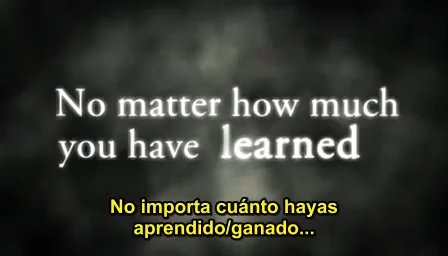 No matter how much
you have learned
No importa cuánto hayas
aprendido/ganado...